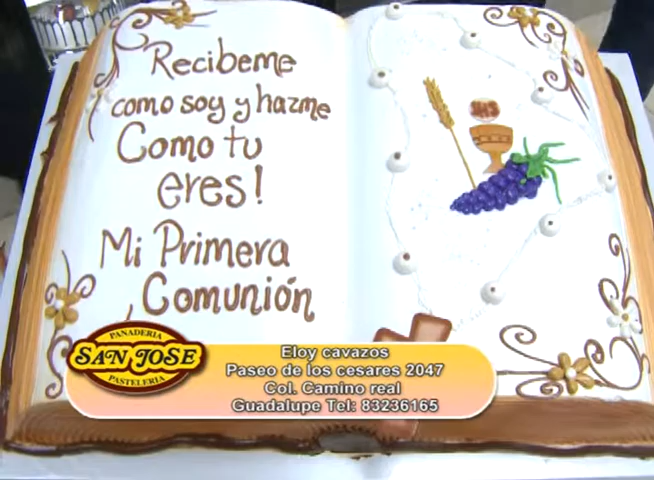 Recibeme
como soy y hazme
Como tu
eres!
Mi Primera
Comunión
JHS
PANADERIA
SAN JOSE
PASTELERIA
Eloy cavazos
Paseo de los cesares 2047
Col. Camino real
Guadalupe Tel: 83236165